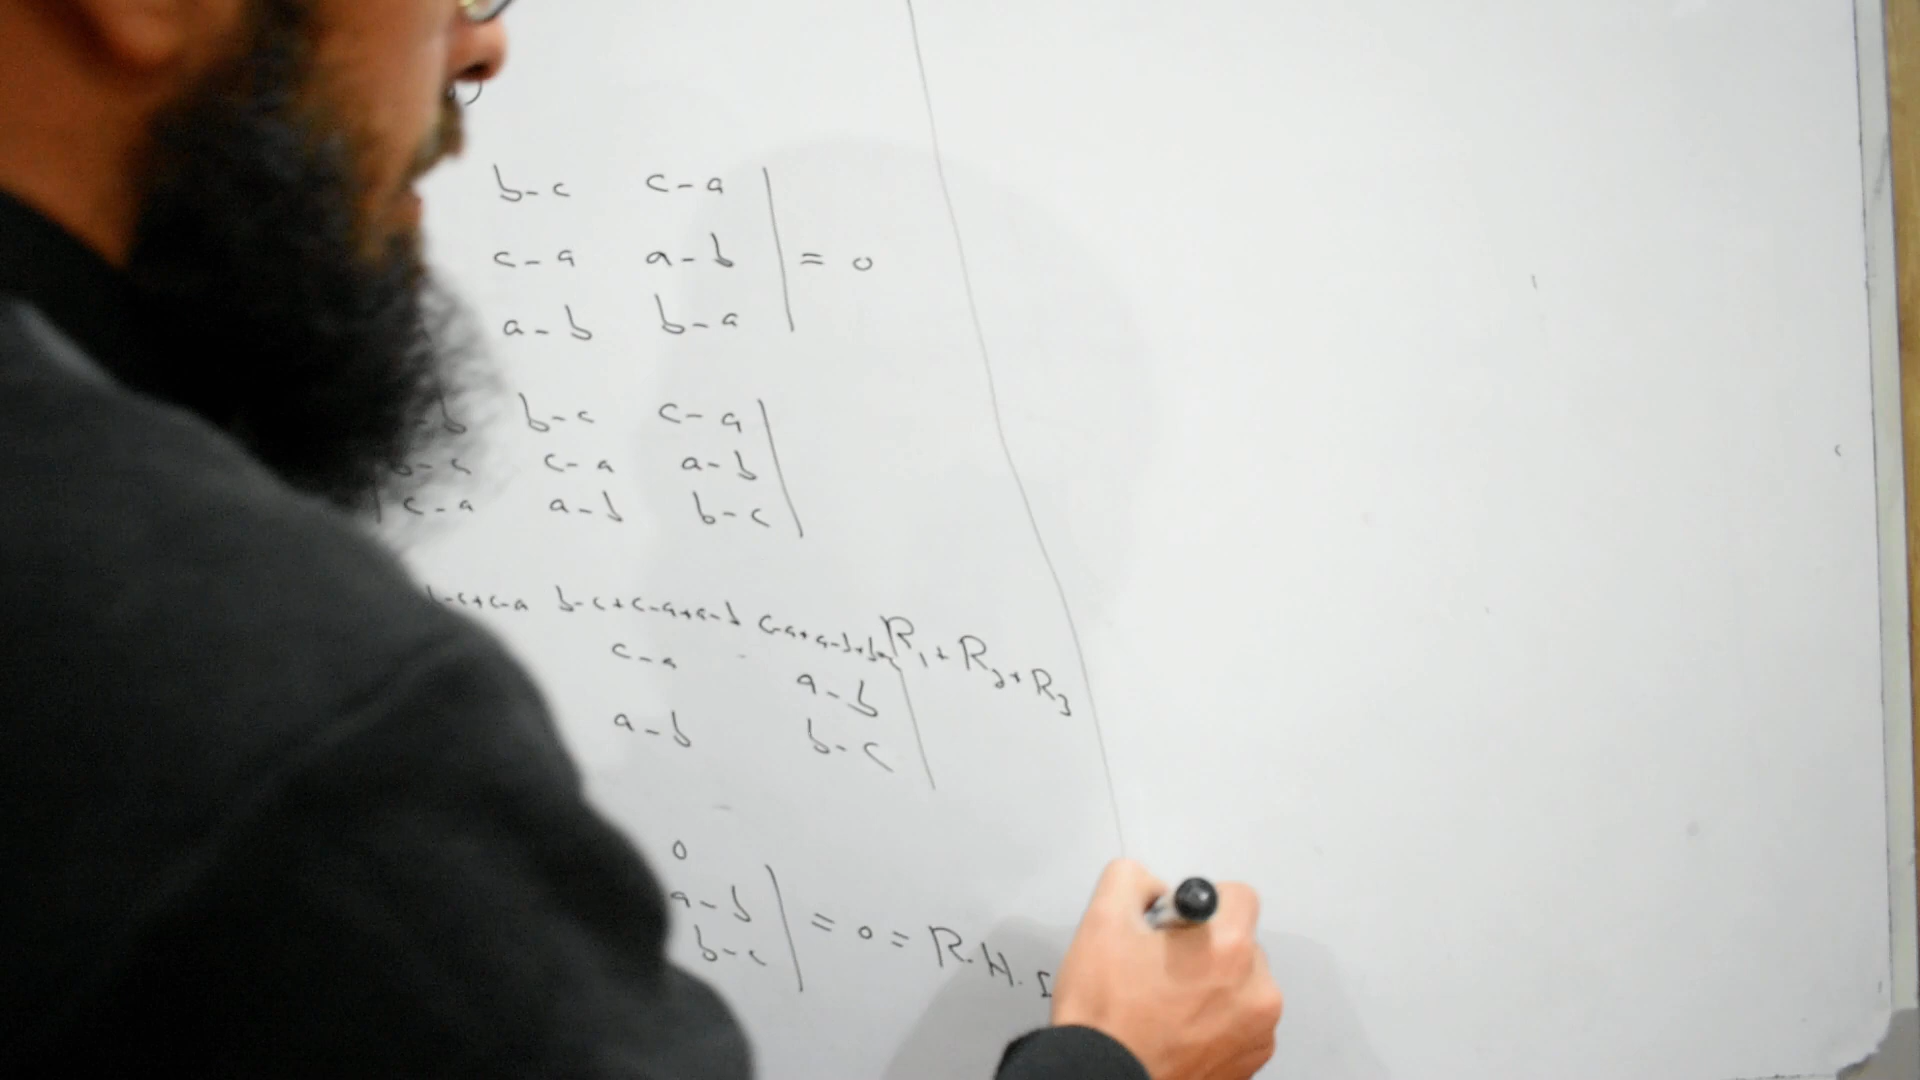 b-c c-a
c-a a-b = 0
a-b b-a
b-c c-a
c-a a-b
c-a a-b b-c
b-c+c-a+a-b R1+R2+R3
c-a
a-b
a-b b-c
0
a-b = 0 = R.H.
b-c